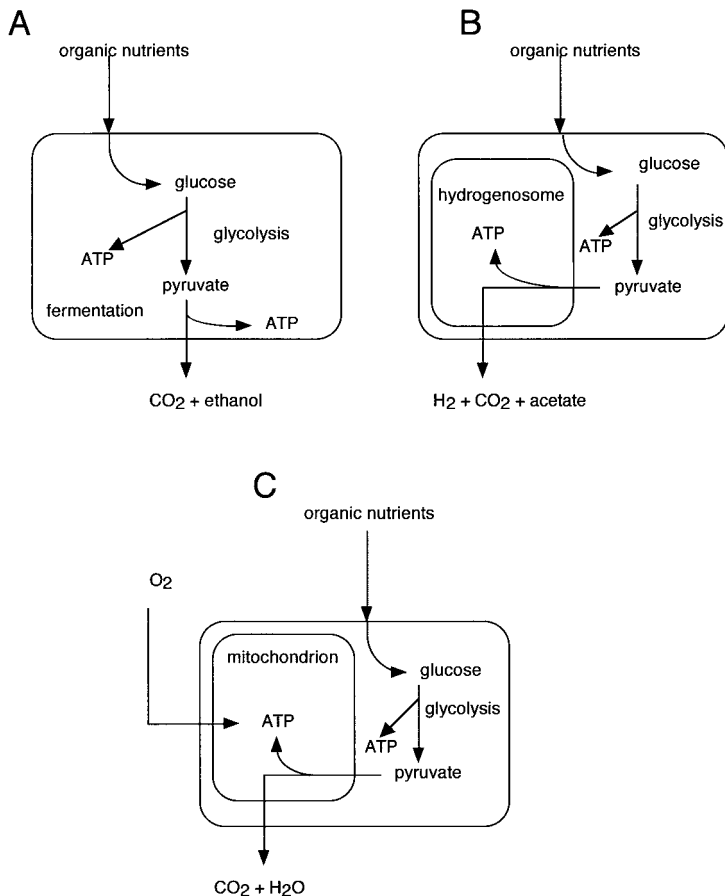 A
organic nutrients
glucose
glycolysis
ATP
pyruvate
fermentation
ATP
CO2 + ethanol
B
organic nutrients
glucose
hydrogenosome
glycolysis
ATP
ATP
pyruvate
H2 + CO2 + acetate
C
organic nutrients
O2
mitochondrion
glucose
glycolysis
ATP
ATP
pyruvate
CO2 + H2O